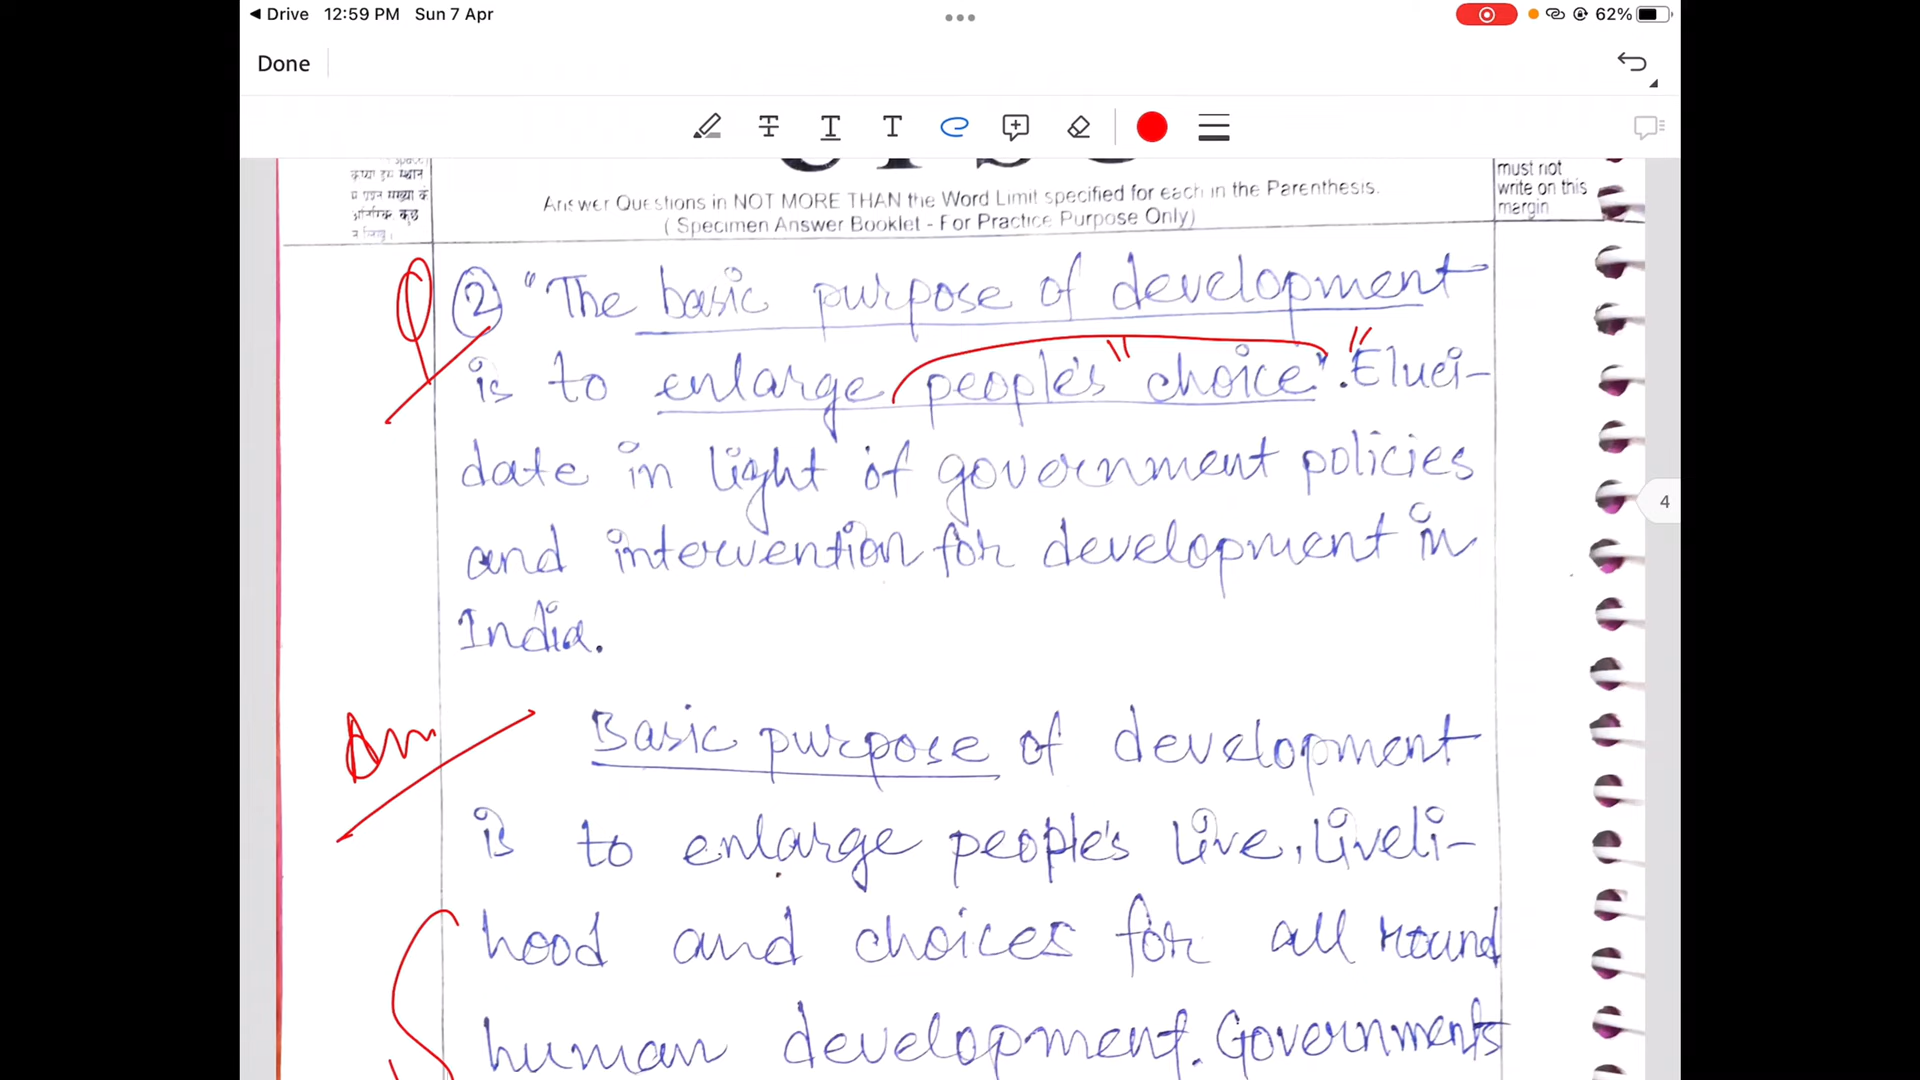 Drive 12:59 PM Sun 7 Apr
62%
Done
T T T
must not
write on this
margin
Answer Questions in NOT MORE THAN the Word Limit specified for each in the Parenthesis.
( Specimen Answer Booklet - For Practice Purpose Only)
Q ② "The basic purpose of development
is to enlarge people's choice". Eluci-
date in light of government policies
and intervention for development in
India.
4
Basic purpose of development
is to enlarge people's live, liveli-
hood and choices for all round
human development. Governments